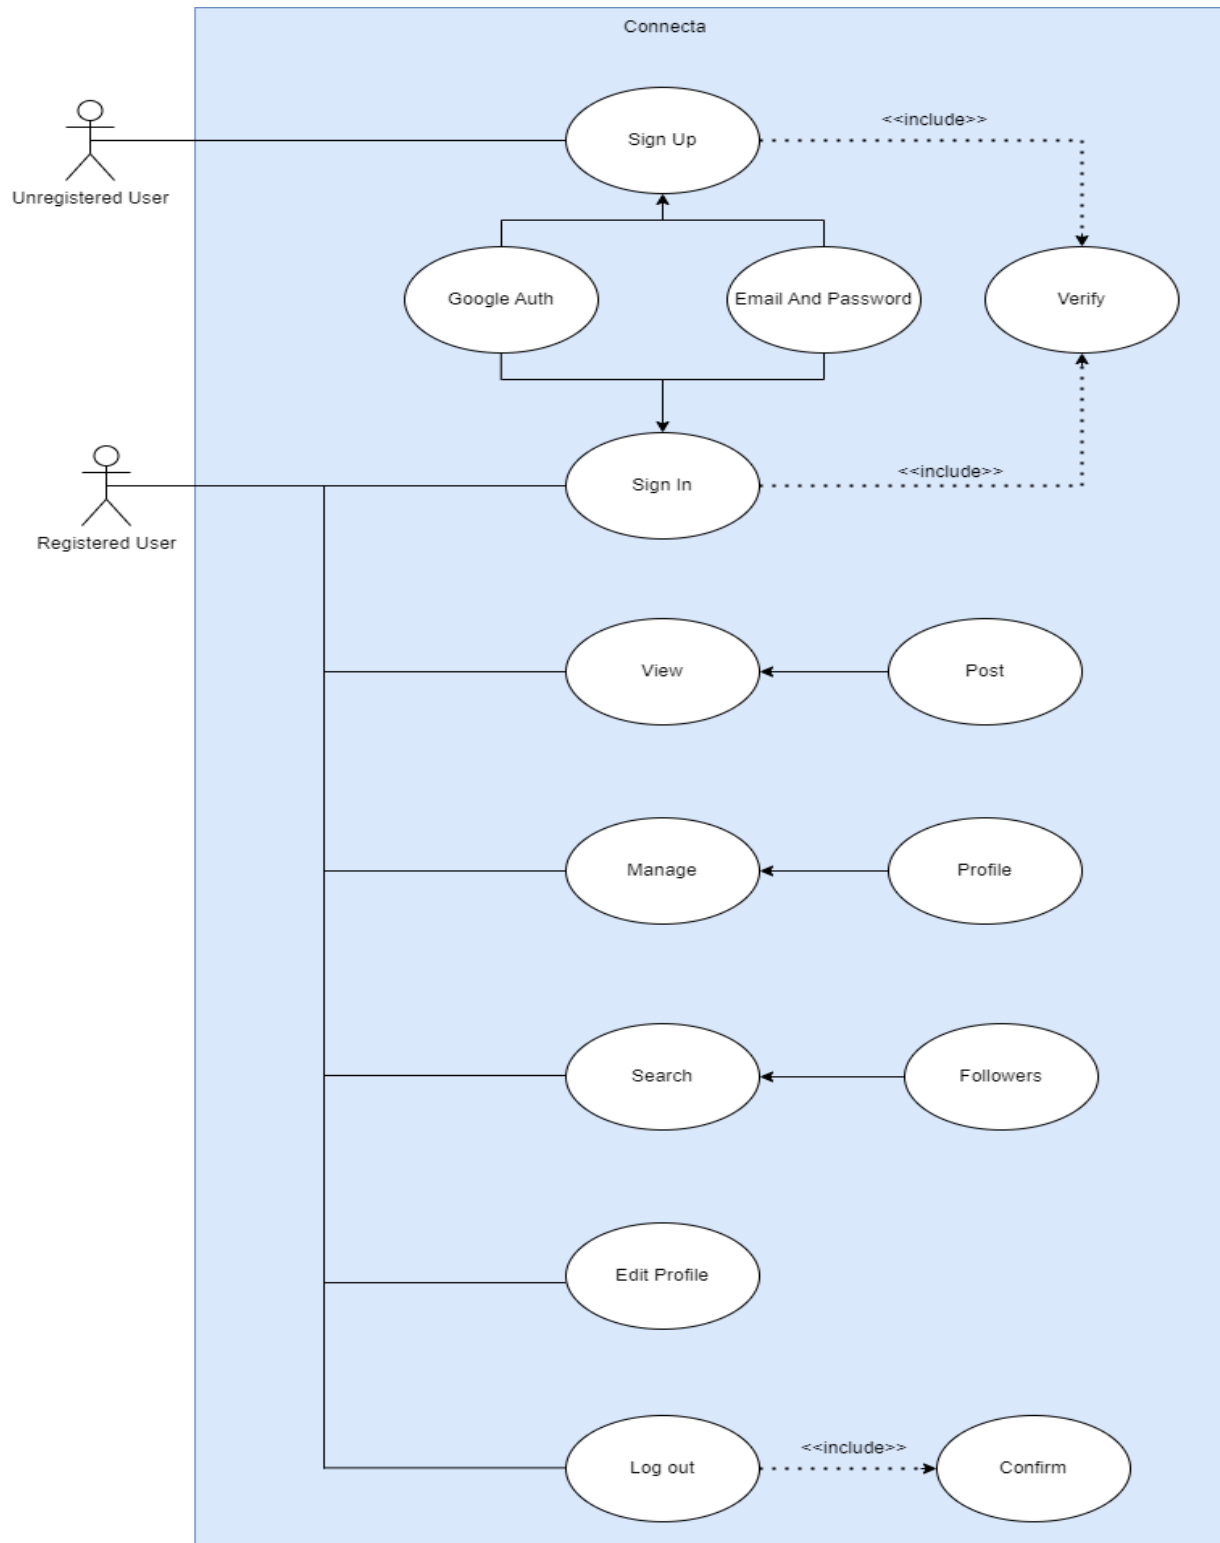 Connecta
<<include>>
Sign Up
Unregistered User
Google Auth
Email And Password
Verify
<<include>>
Sign In
Registered User
View
Post
Manage
Profile
Search
Followers
Edit Profile
<<include>>
Log out
Confirm